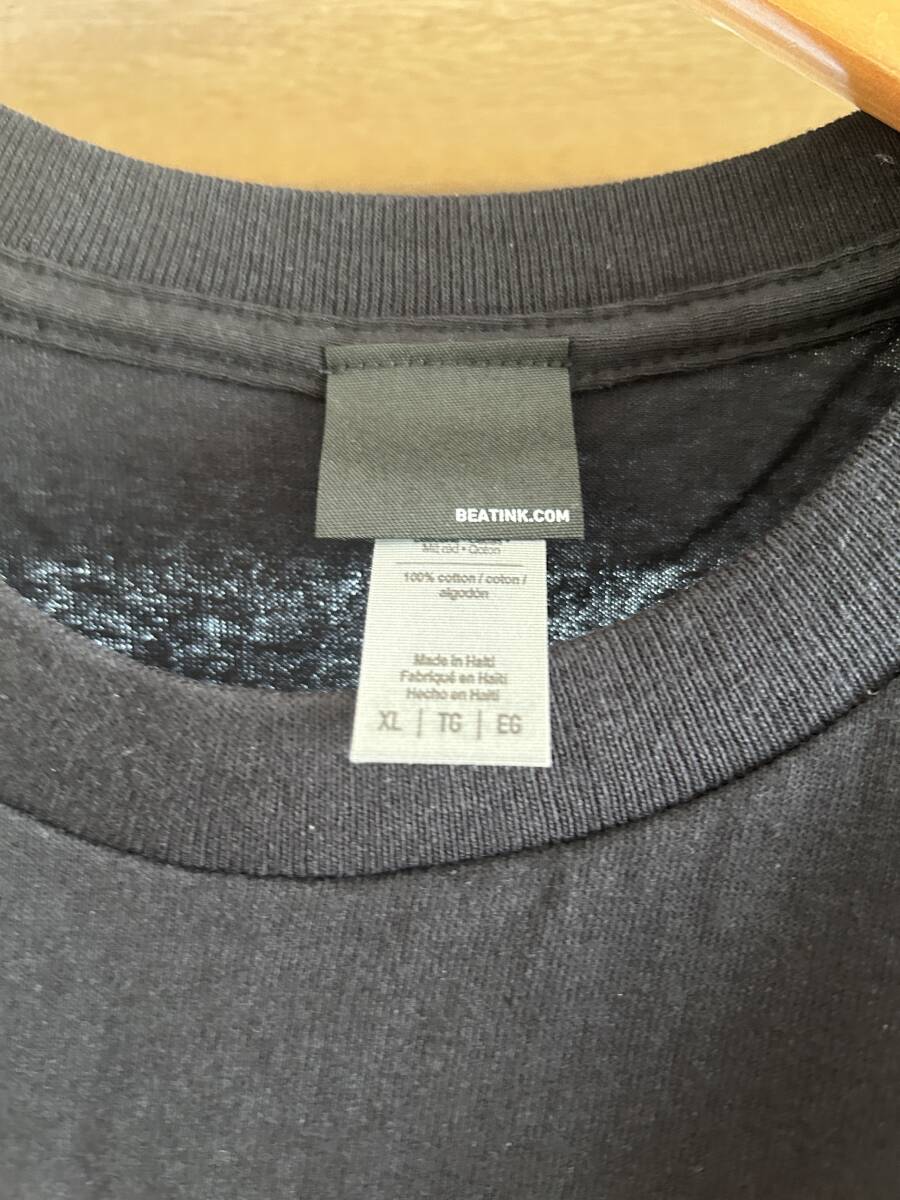 BEATINK.COM
100% cotton / coton /
algodón
Made in Haiti
Fabriqué en Haïti
Hecho en Haití
XL | TG | EG